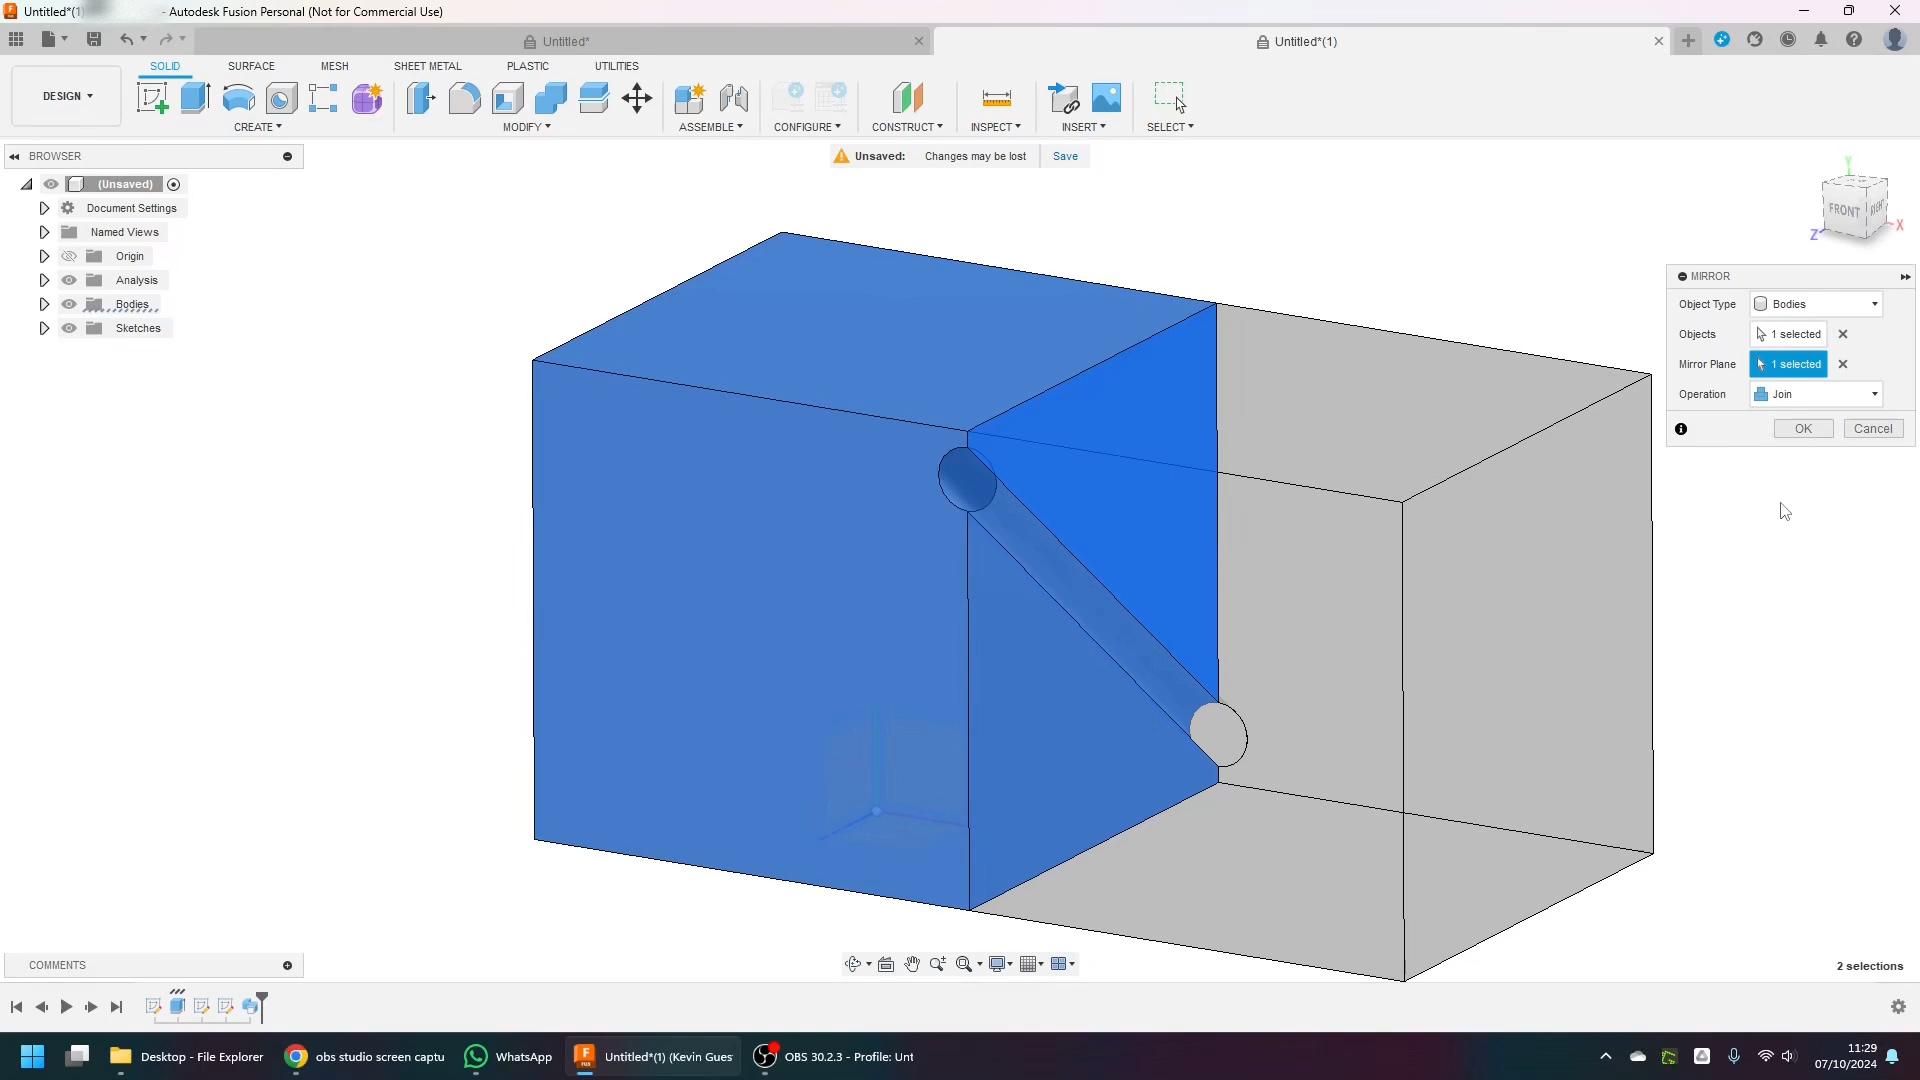 Untitled*(1) - Autodesk Fusion Personal (Not for Commercial Use)
Untitled*
Untitled*(1)
SOLID SURFACE MESH SHEET METAL PLASTIC UTILITIES
DESIGN
CREATE MODIFY ASSEMBLE CONFIGURE CONSTRUCT INSPECT INSERT SELECT
BROWSER
Unsaved: Changes may be lost Save
(Unsaved)
Document Settings
Named Views
Origin
Analysis
Bodies
Sketches
Y
FRONT RIGHT
X
Z
MIRROR
Object Type Bodies
Objects 1 selected
Mirror Plane 1 selected
Operation Join
OK Cancel
COMMENTS
2 selections
Desktop - File Explorer
obs studio screen captu
WhatsApp
Untitled*(1) (Kevin Gues
OBS 30.2.3 - Profile: Unt
11:29
07/10/2024